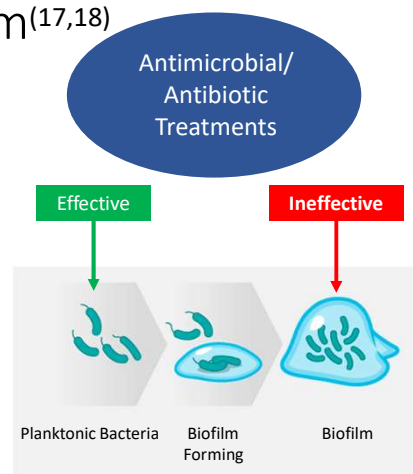 m(17,18)
Antimicrobial/
Antibiotic
Treatments
Effective
Ineffective
Planktonic Bacteria
Biofilm
Forming
Biofilm